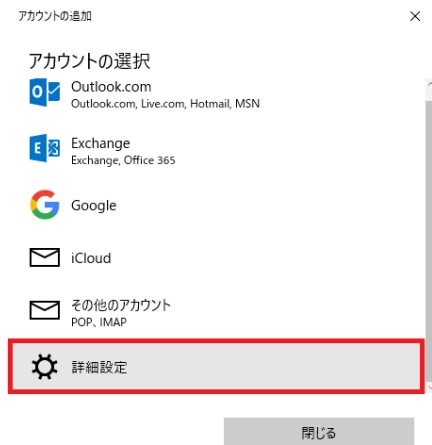 アカウントの追加
アカウントの選択
Outlook.com
Outlook.com, Live.com, Hotmail, MSN
Exchange
Exchange, Office 365
Google
iCloud
その他のアカウント
POP、IMAP
詳細設定
閉じる